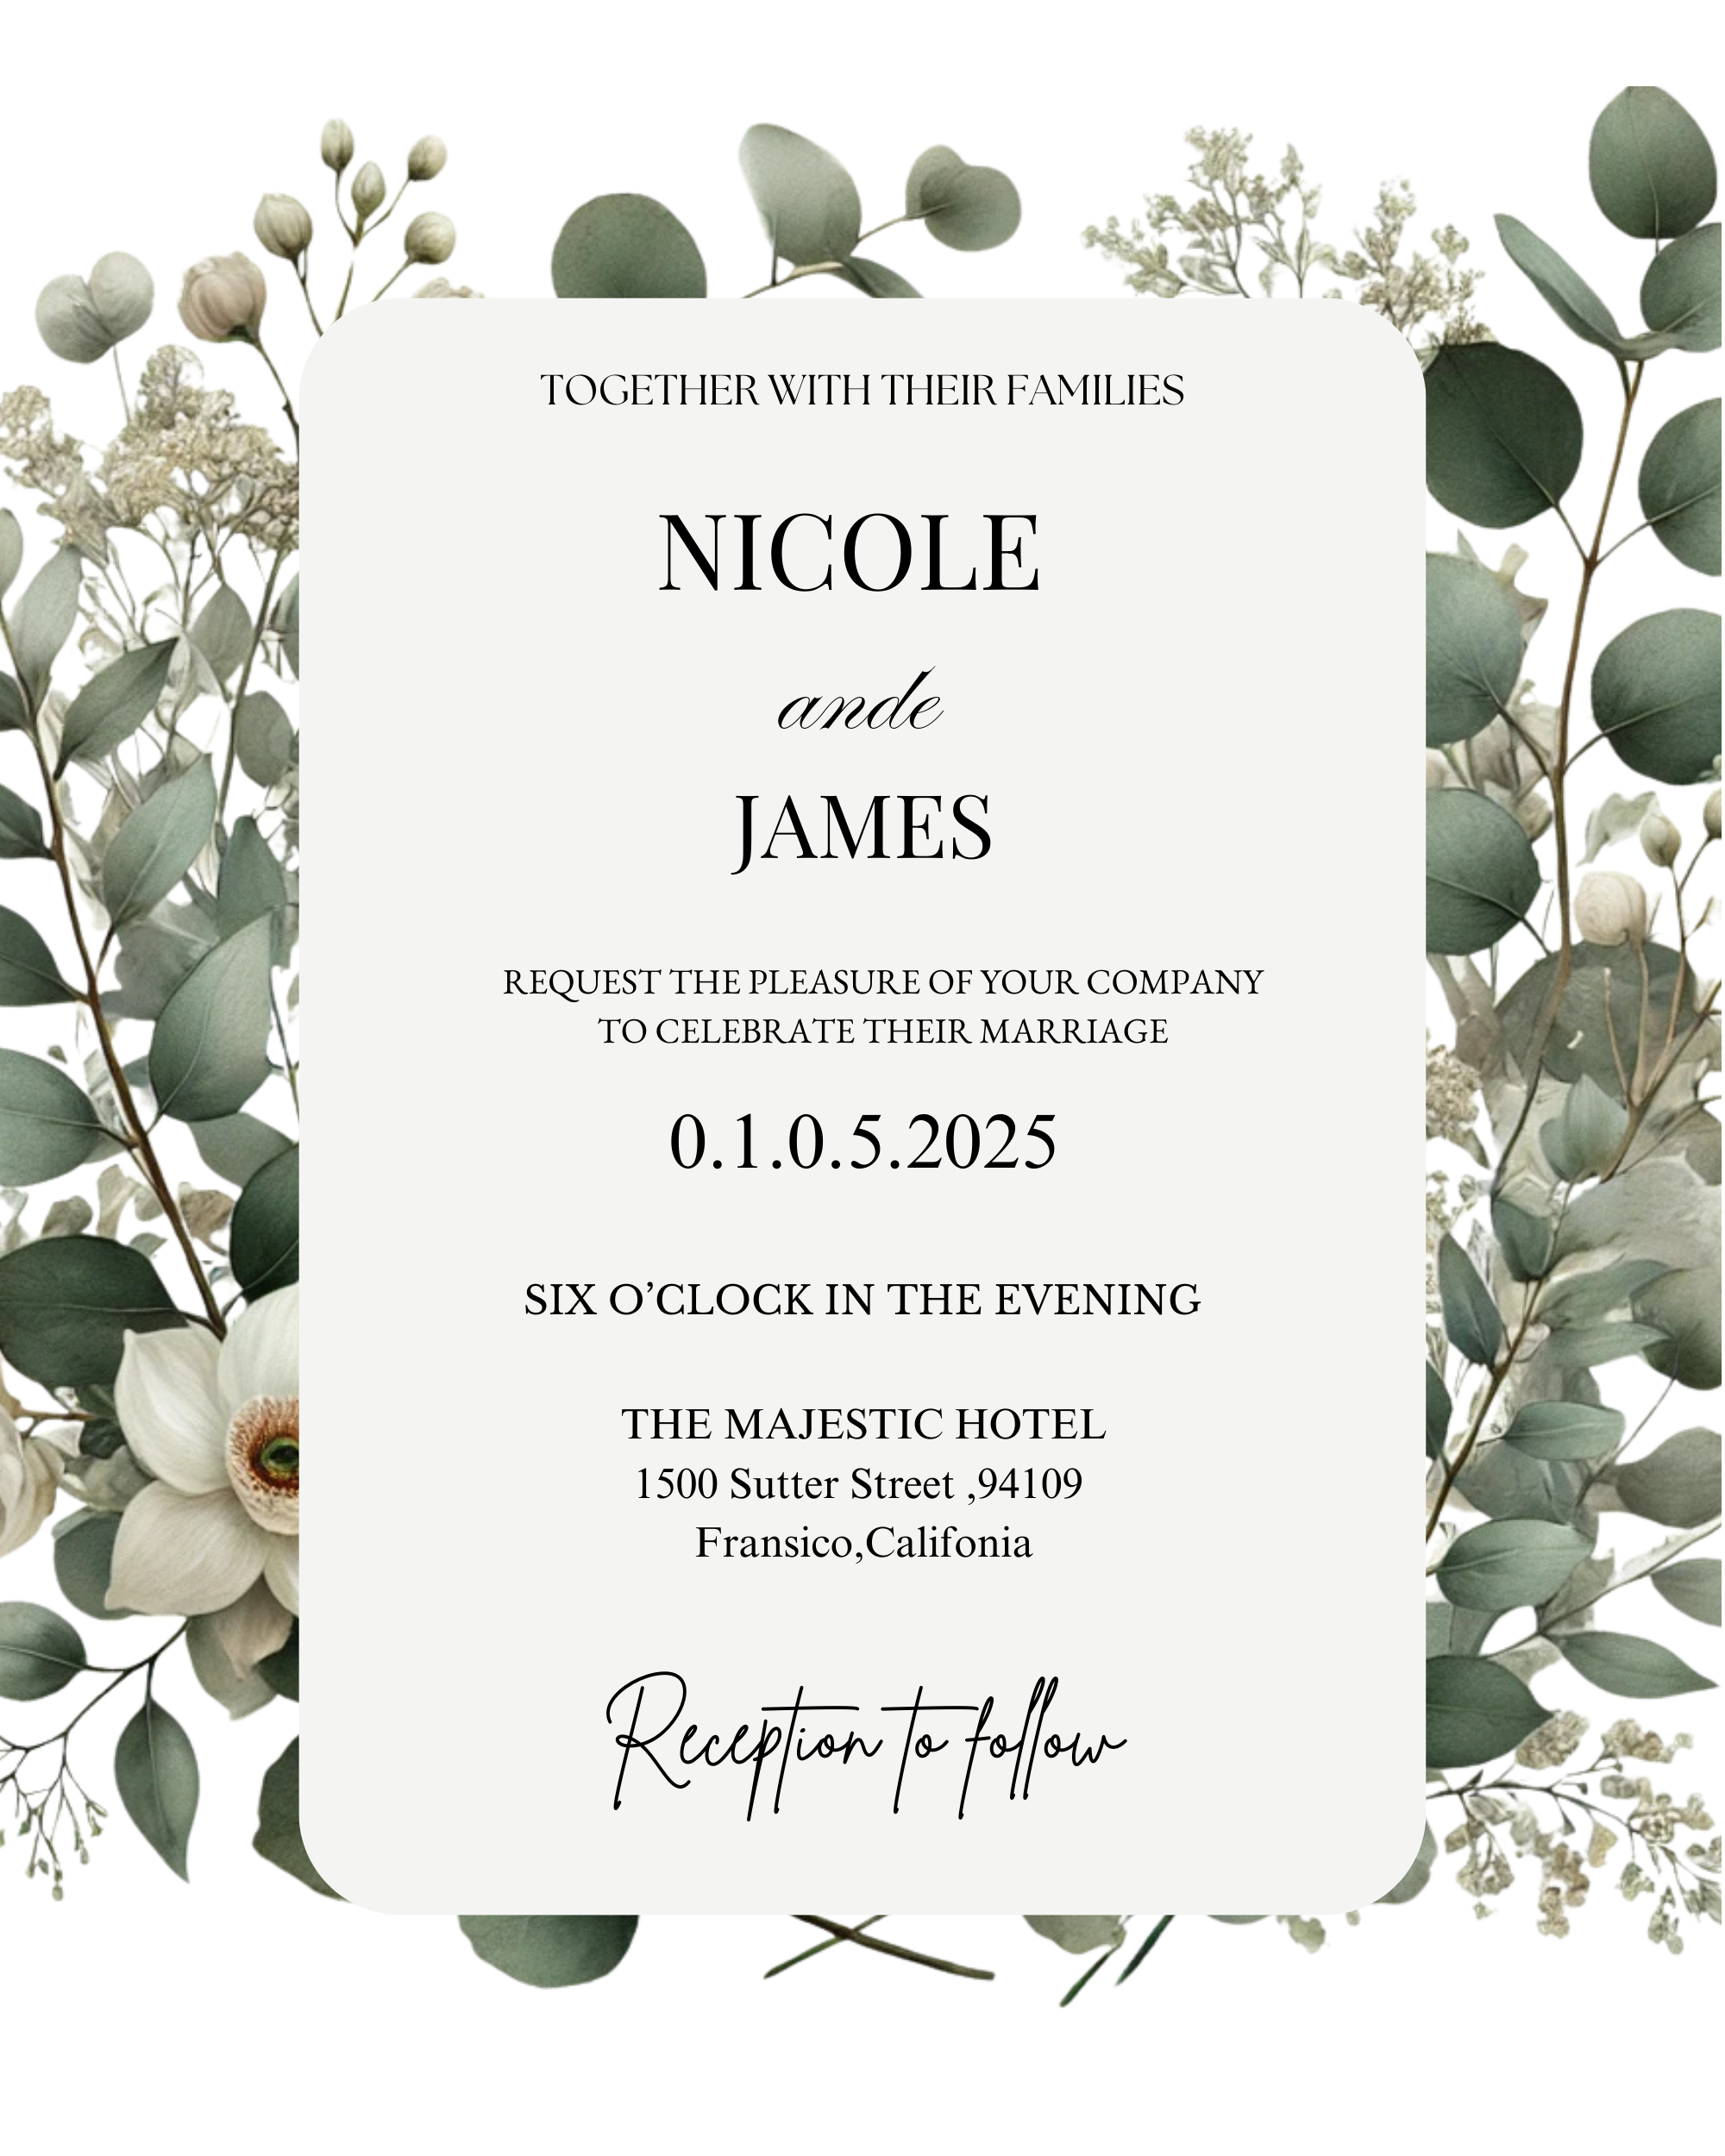 TOGETHER WITH THEIR FAMILIES
NICOLE
ande
JAMES
REQUEST THE PLEASURE OF YOUR COMPANY
TO CELEBRATE THEIR MARRIAGE
0.1.0.5.2025
SIX O’CLOCK IN THE EVENING
THE MAJESTIC HOTEL
1500 Sutter Street ,94109
Fransico,Califonia
Reception to follow